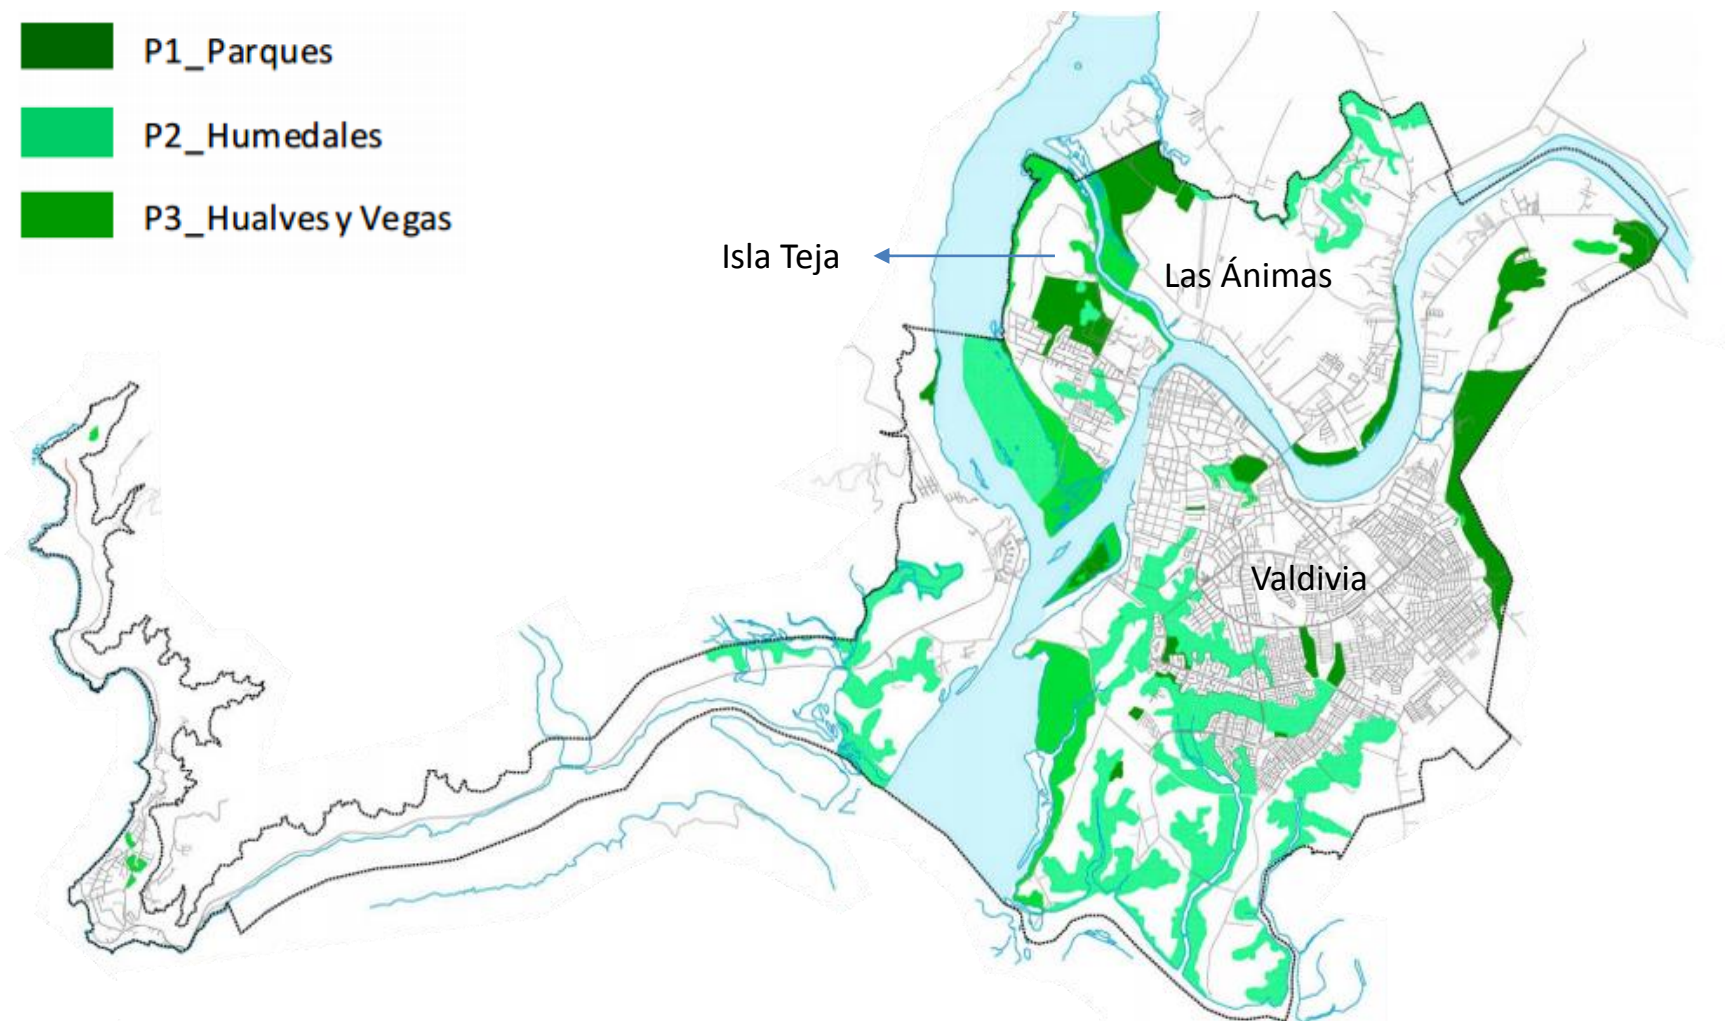 P1_Parques
P2_Humedales
P3_Hualves y Vegas
Isla Teja
Las Ánimas
Valdivia